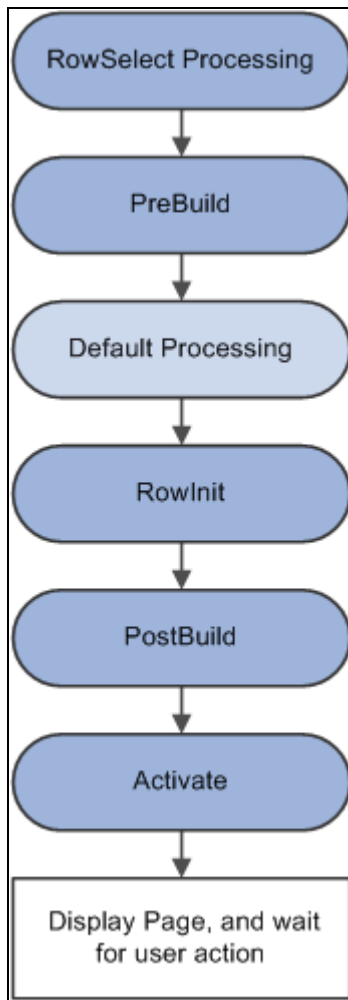 RowSelect Processing
PreBuild
Default Processing
RowInit
PostBuild
Activate
Display Page, and wait
for user action